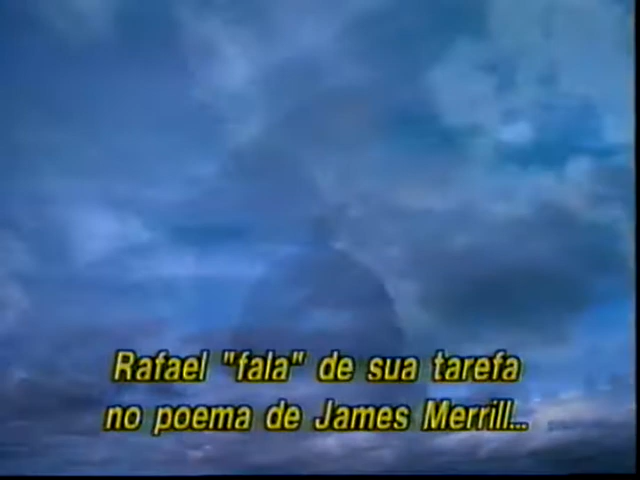 Rafael "fala" de sua tarefa
no poema de James Merrill...